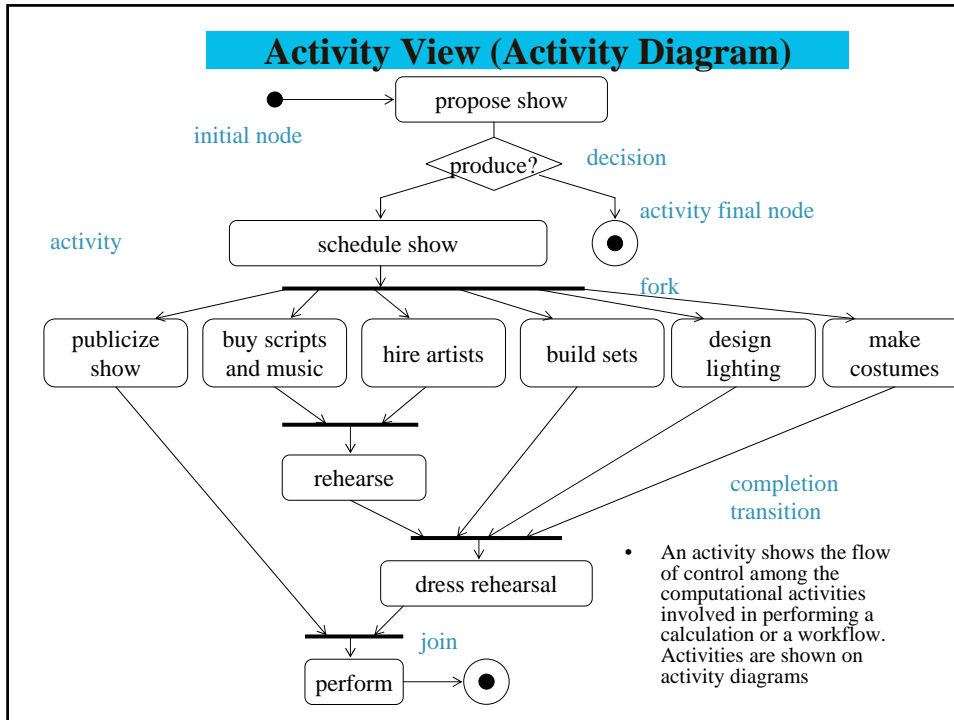 Activity View (Activity Diagram)
propose show
initial node
produce?
decision
activity final node
activity
schedule show
fork
publicize
show
buy scripts
and music
hire artists
build sets
design
lighting
make
costumes
rehearse
completion
transition
dress rehearsal
• An activity shows the flow
of control among the
computational activities
involved in performing a
calculation or a workflow.
Activities are shown on
activity diagrams
join
perform